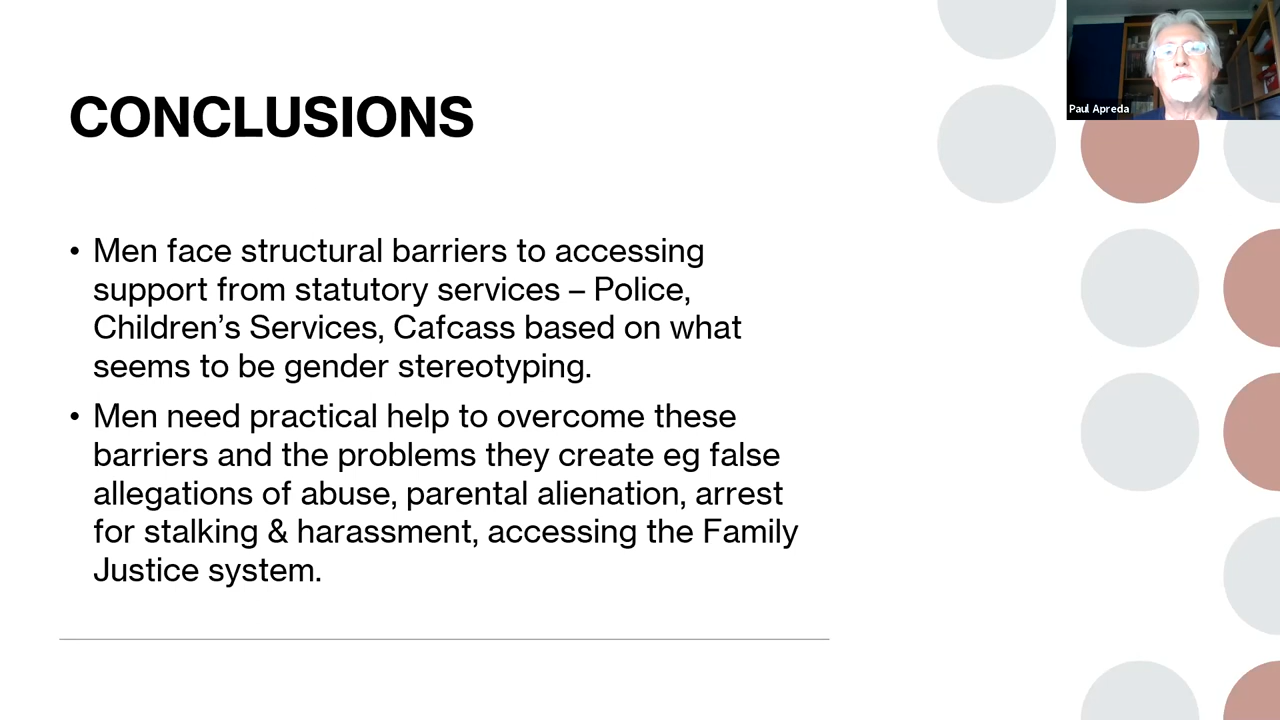 Paul Apreda
CONCLUSIONS
• Men face structural barriers to accessing
support from statutory services – Police,
Children’s Services, Cafcass based on what
seems to be gender stereotyping.
• Men need practical help to overcome these
barriers and the problems they create eg false
allegations of abuse, parental alienation, arrest
for stalking & harassment, accessing the Family
Justice system.